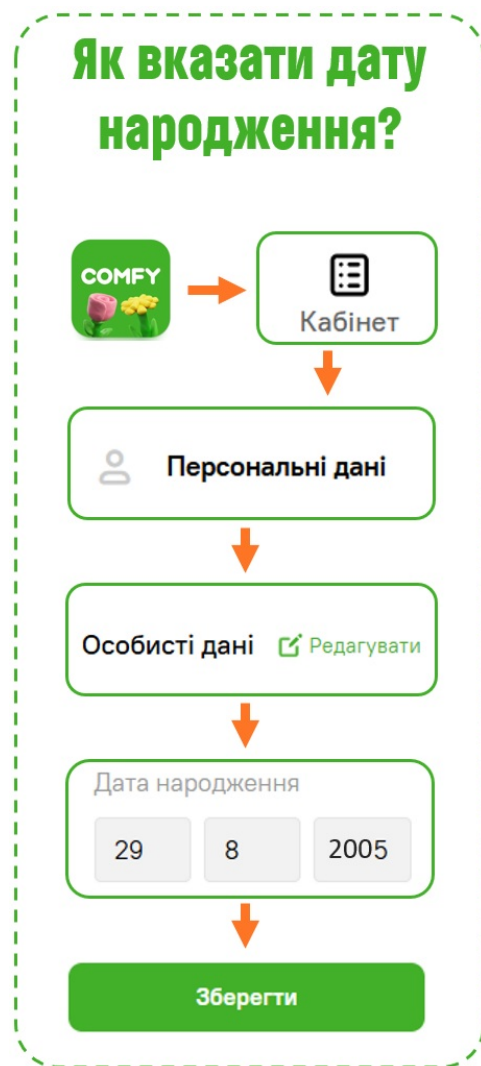 Як вказати дату
народження?
COMFY
Кабінет
Персональні дані
Особисті дані Редагувати
Дата народження
29 8 2005
Зберегти